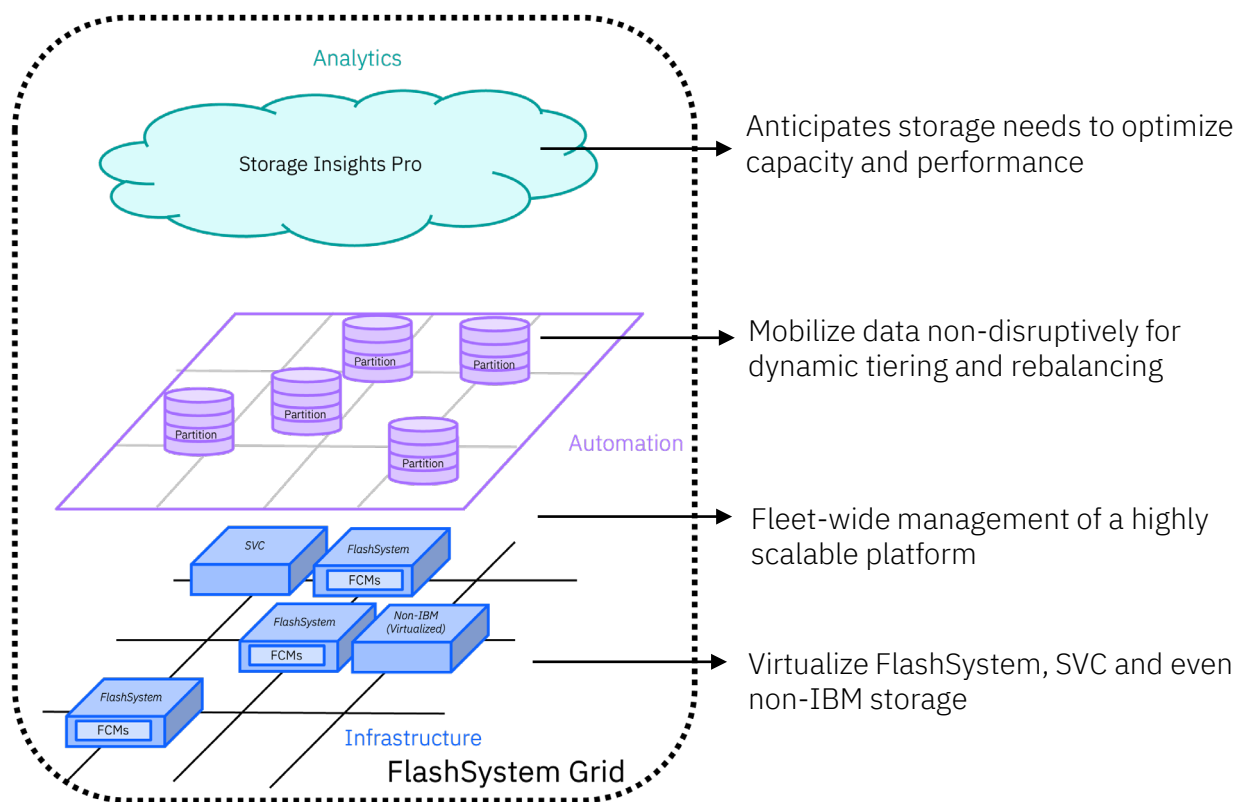 Analytics
Storage Insights Pro
Anticipates storage needs to optimize
capacity and performance
Partition
Partition
Partition
Partition
Partition
Automation
Mobilize data non-disruptively for
dynamic tiering and rebalancing
SVC
FlashSystem
FCMs
FlashSystem
FCMs
Non-IBM
(Virtualized)
FlashSystem
FCMs
Fleet-wide management of a highly
scalable platform
Virtualize FlashSystem, SVC and even
non-IBM storage
Infrastructure
FlashSystem Grid